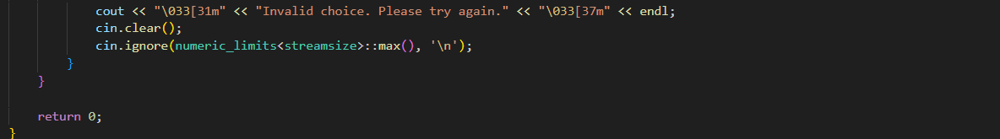 cout << "\033[31m" << "Invalid choice. Please try again." << "\033[37m" << endl;
cin.clear();
cin.ignore(numeric_limits<streamsize>::max(), '\n');
}
}
return 0;
}